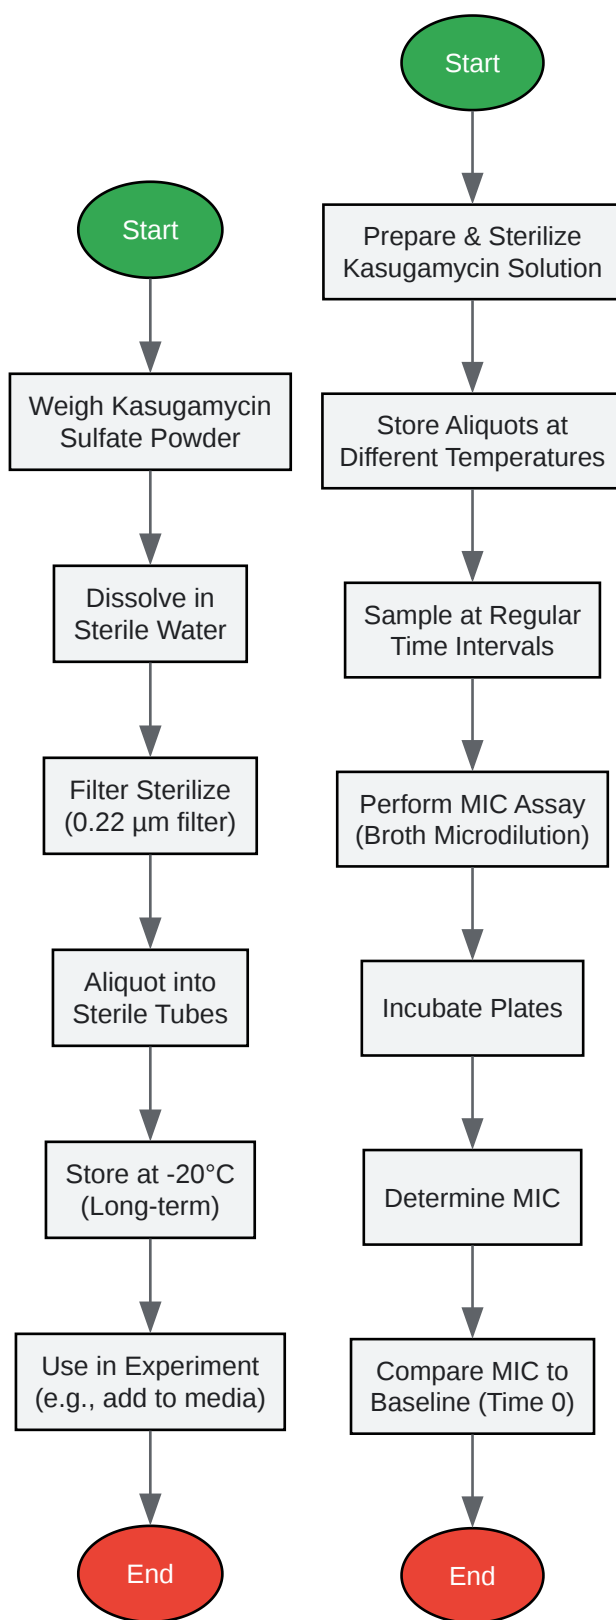 Start
Weigh Kasugamycin
Sulfate Powder
Dissolve in
Sterile Water
Filter Sterilize
(0.22 µm filter)
Aliquot into
Sterile Tubes
Store at -20°C
(Long-term)
Use in Experiment
(e.g., add to media)
End
Start
Prepare & Sterilize
Kasugamycin Solution
Store Aliquots at
Different Temperatures
Sample at Regular
Time Intervals
Perform MIC Assay
(Broth Microdilution)
Incubate Plates
Determine MIC
Compare MIC to
Baseline (Time 0)
End